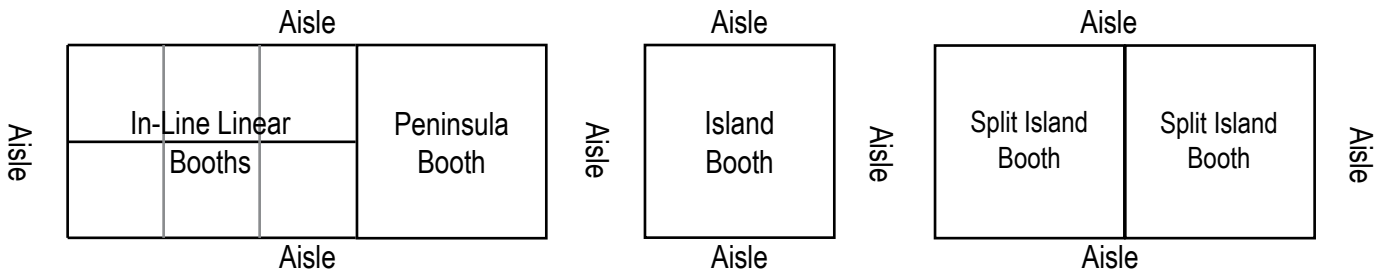 Aisle
Aisle
Aisle
Aisle
In-Line Linear
Booths
Peninsula
Booth
Aisle
Island
Booth
Aisle
Split Island
Booth
Split Island
Booth
Aisle
Aisle
Aisle
Aisle